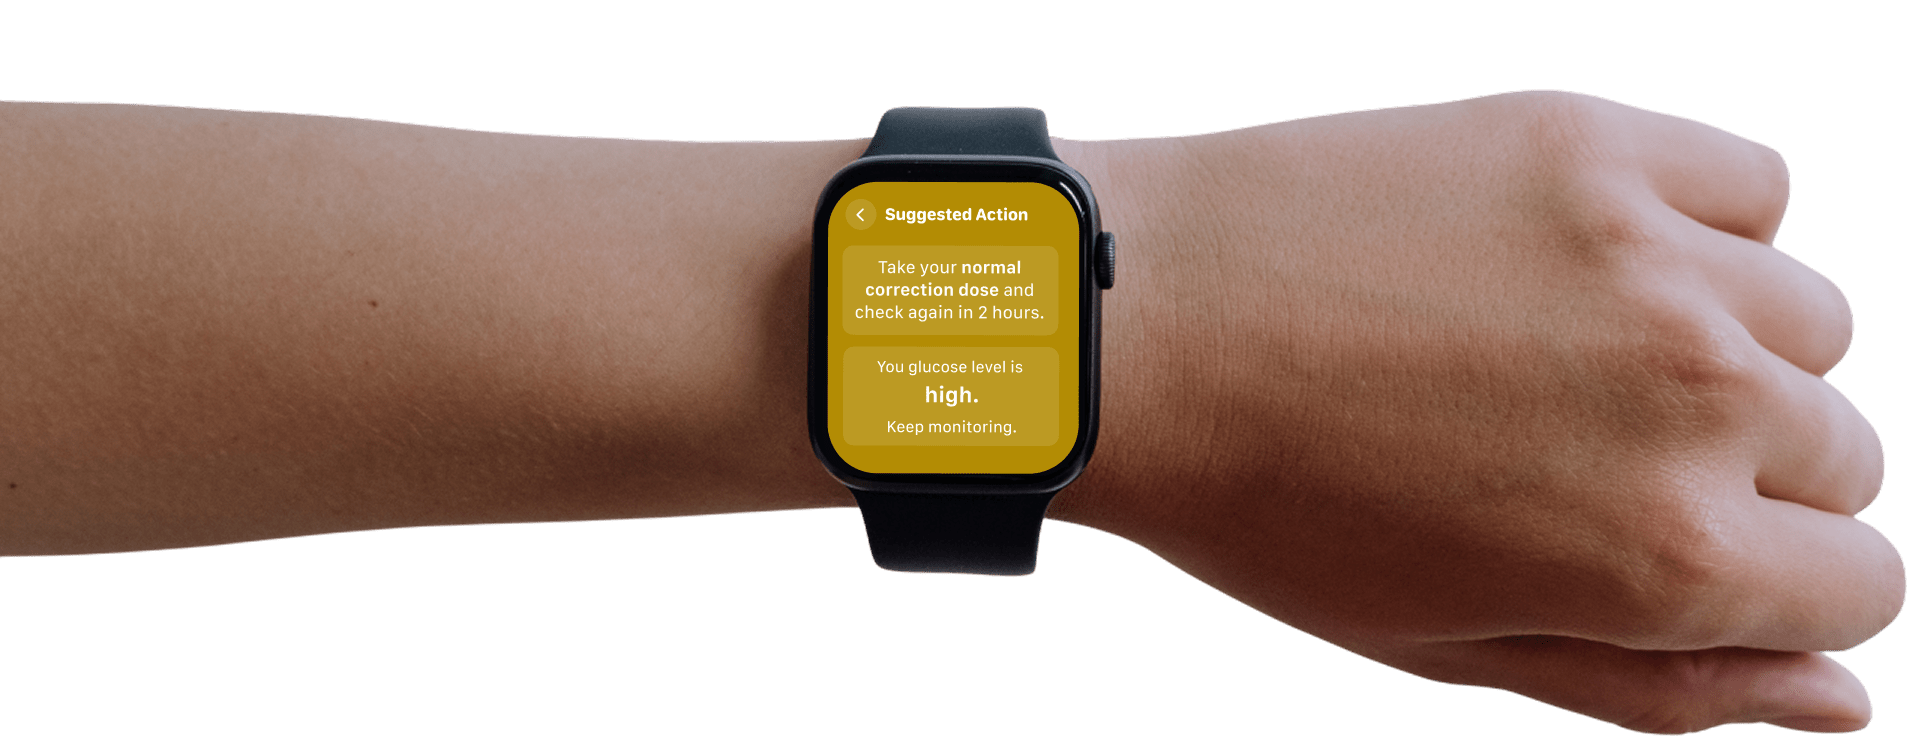 Suggested Action
Take your normal
correction dose and
check again in 2 hours.
You glucose level is
high.
Keep monitoring.